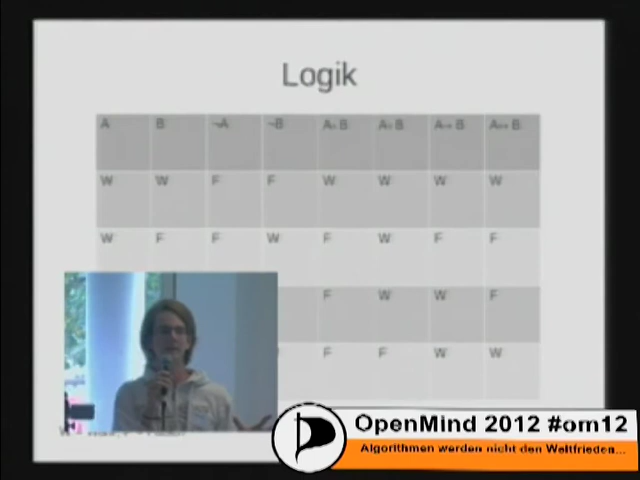 Logik
A B ¬A ¬B A∧B A∨B A→B A↔B
W W F F W W W W
W F F W F W F F
F W W F
F F W W
OpenMind 2012 #om12
Algorithmen werden nicht den Weltfrieden...